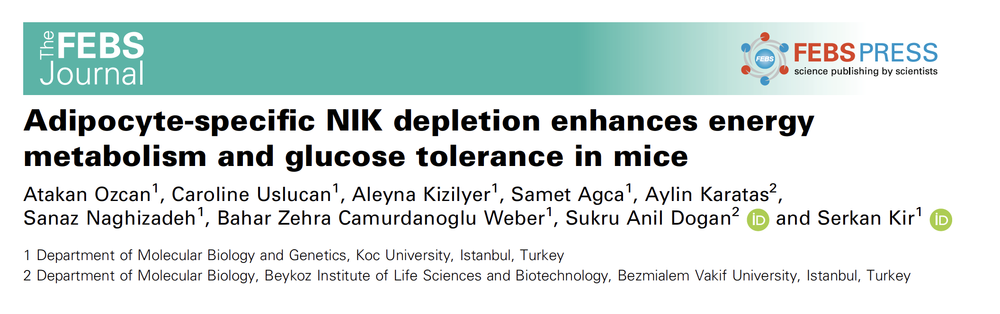 The FEBS
Journal
FEBS
FEBS PRESS
science publishing by scientists
Adipocyte-specific NIK depletion enhances energy
metabolism and glucose tolerance in mice
Atakan Ozcan1, Caroline Uslucan1, Aleyna Kizilyer1, Samet Agca1, Aylin Karatas2,
Sanaz Naghizadeh1, Bahar Zehra Camurdanoglu Weber1, Sukru Anil Dogan2 iD and Serkan Kir1 iD
1 Department of Molecular Biology and Genetics, Koc University, Istanbul, Turkey
2 Department of Molecular Biology, Beykoz Institute of Life Sciences and Biotechnology, Bezmialem Vakif University, Istanbul, Turkey